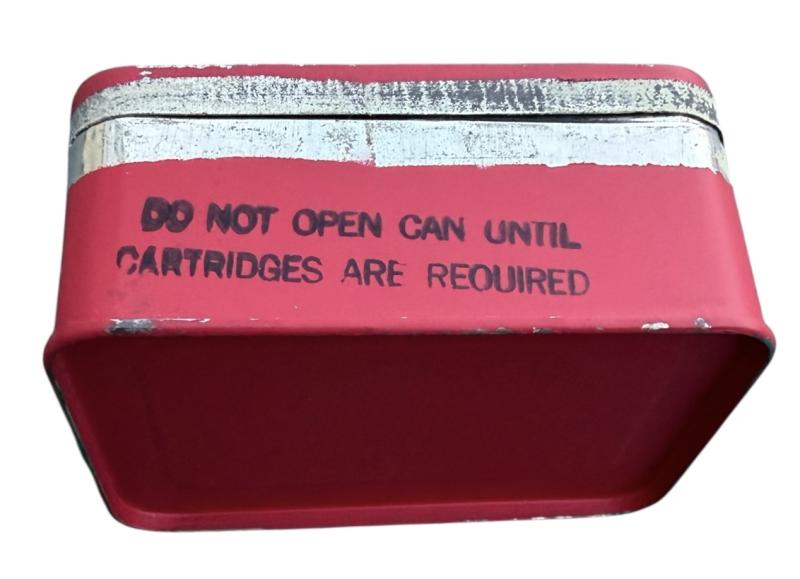 DO NOT OPEN CAN UNTIL
CARTRIDGES ARE REQUIRED